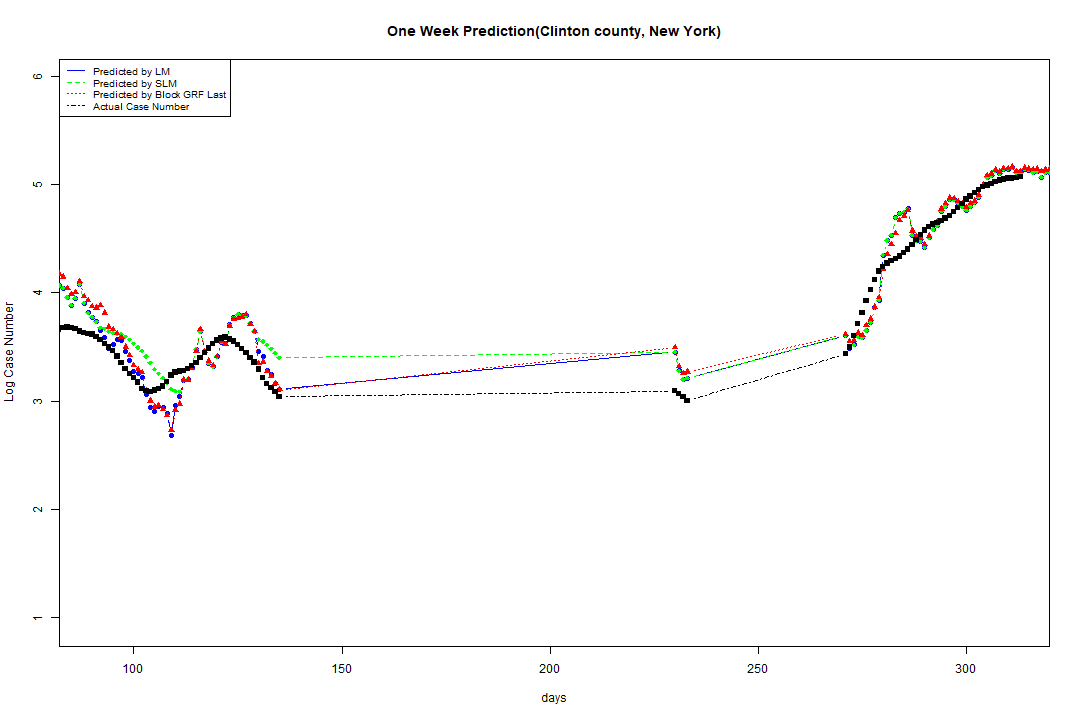 One Week Prediction(Clinton county, New York)
Predicted by LM
Predicted by SLM
Predicted by Block GRF Last
Actual Case Number
6
5
4
3
2
1
Log Case Number
100 150 200 250 300
days